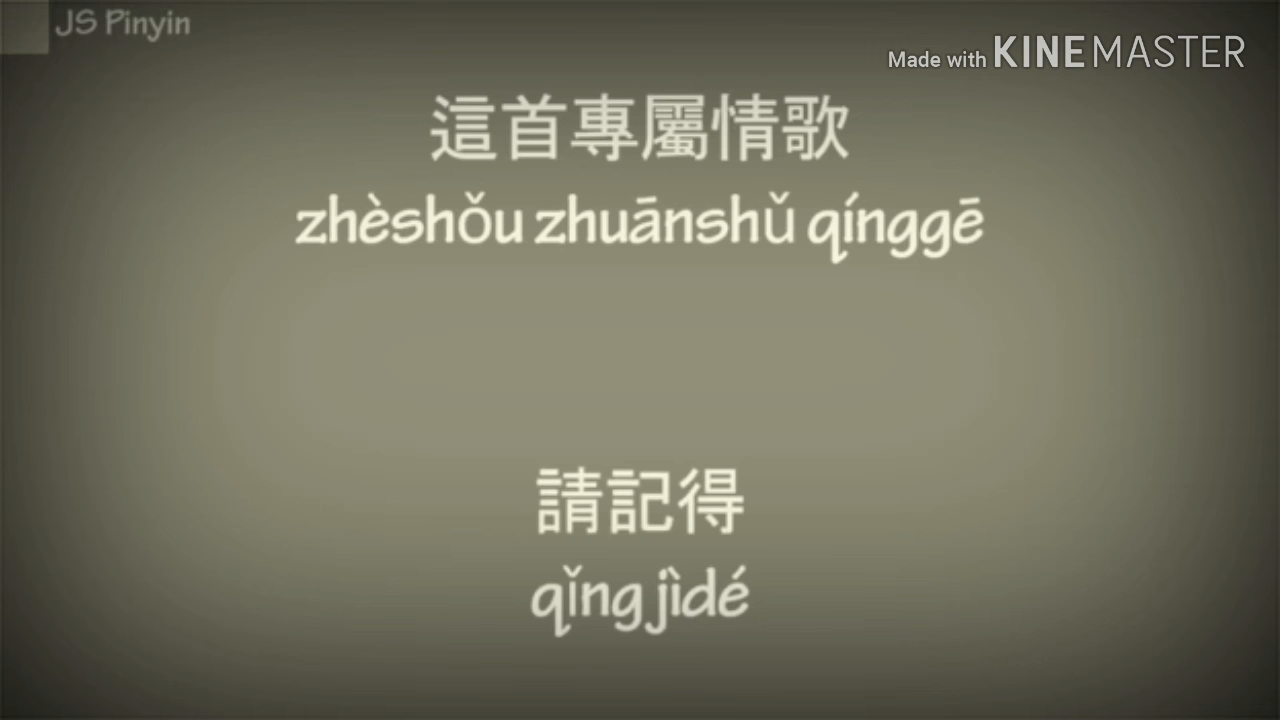 JS Pinyin
Made with KINEMASTER
這首專屬情歌
zhèshǒu zhuānshǔ qínggē
請記得
qǐng jìdé